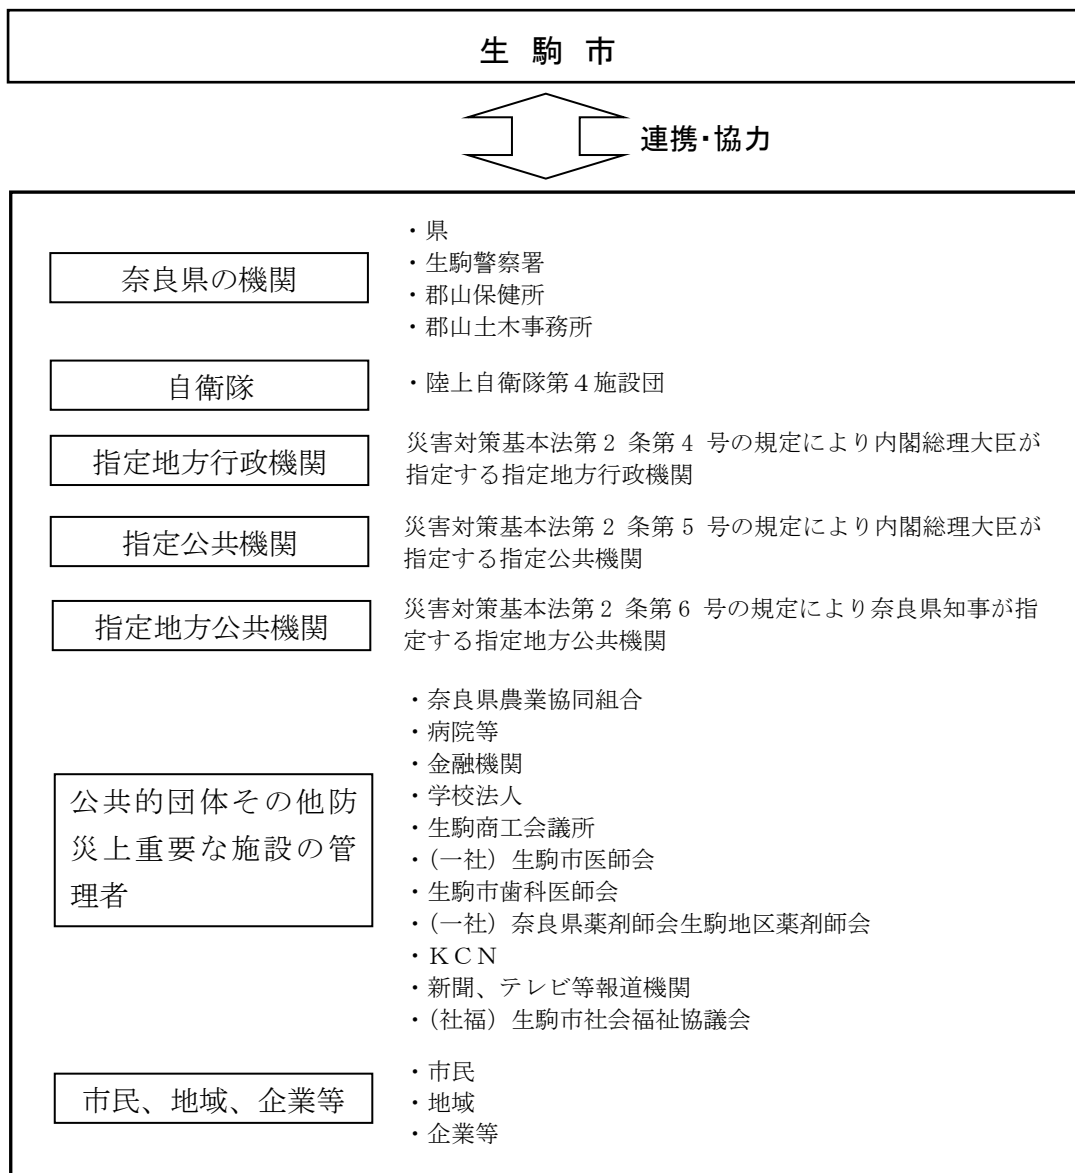 生 駒 市
連携・協力
奈良県の機関
・県
・生駒警察署
・郡山保健所
・郡山土木事務所
自衛隊
・陸上自衛隊第４施設団
指定地方行政機関
災害対策基本法第2 条第4 号の規定により内閣総理大臣が
指定する指定地方行政機関
指定公共機関
災害対策基本法第2 条第5 号の規定により内閣総理大臣が
指定する指定公共機関
指定地方公共機関
災害対策基本法第2 条第6 号の規定により奈良県知事が指
定する指定地方公共機関
公共的団体その他防
災上重要な施設の管
理者
・奈良県農業協同組合
・病院等
・金融機関
・学校法人
・生駒商工会議所
・（一社）生駒市医師会
・生駒市歯科医師会
・（一社）奈良県薬剤師会生駒地区薬剤師会
・ＫＣＮ
・新聞、テレビ等報道機関
・（社福）生駒市社会福祉協議会
市民、地域、企業等
・市民
・地域
・企業等